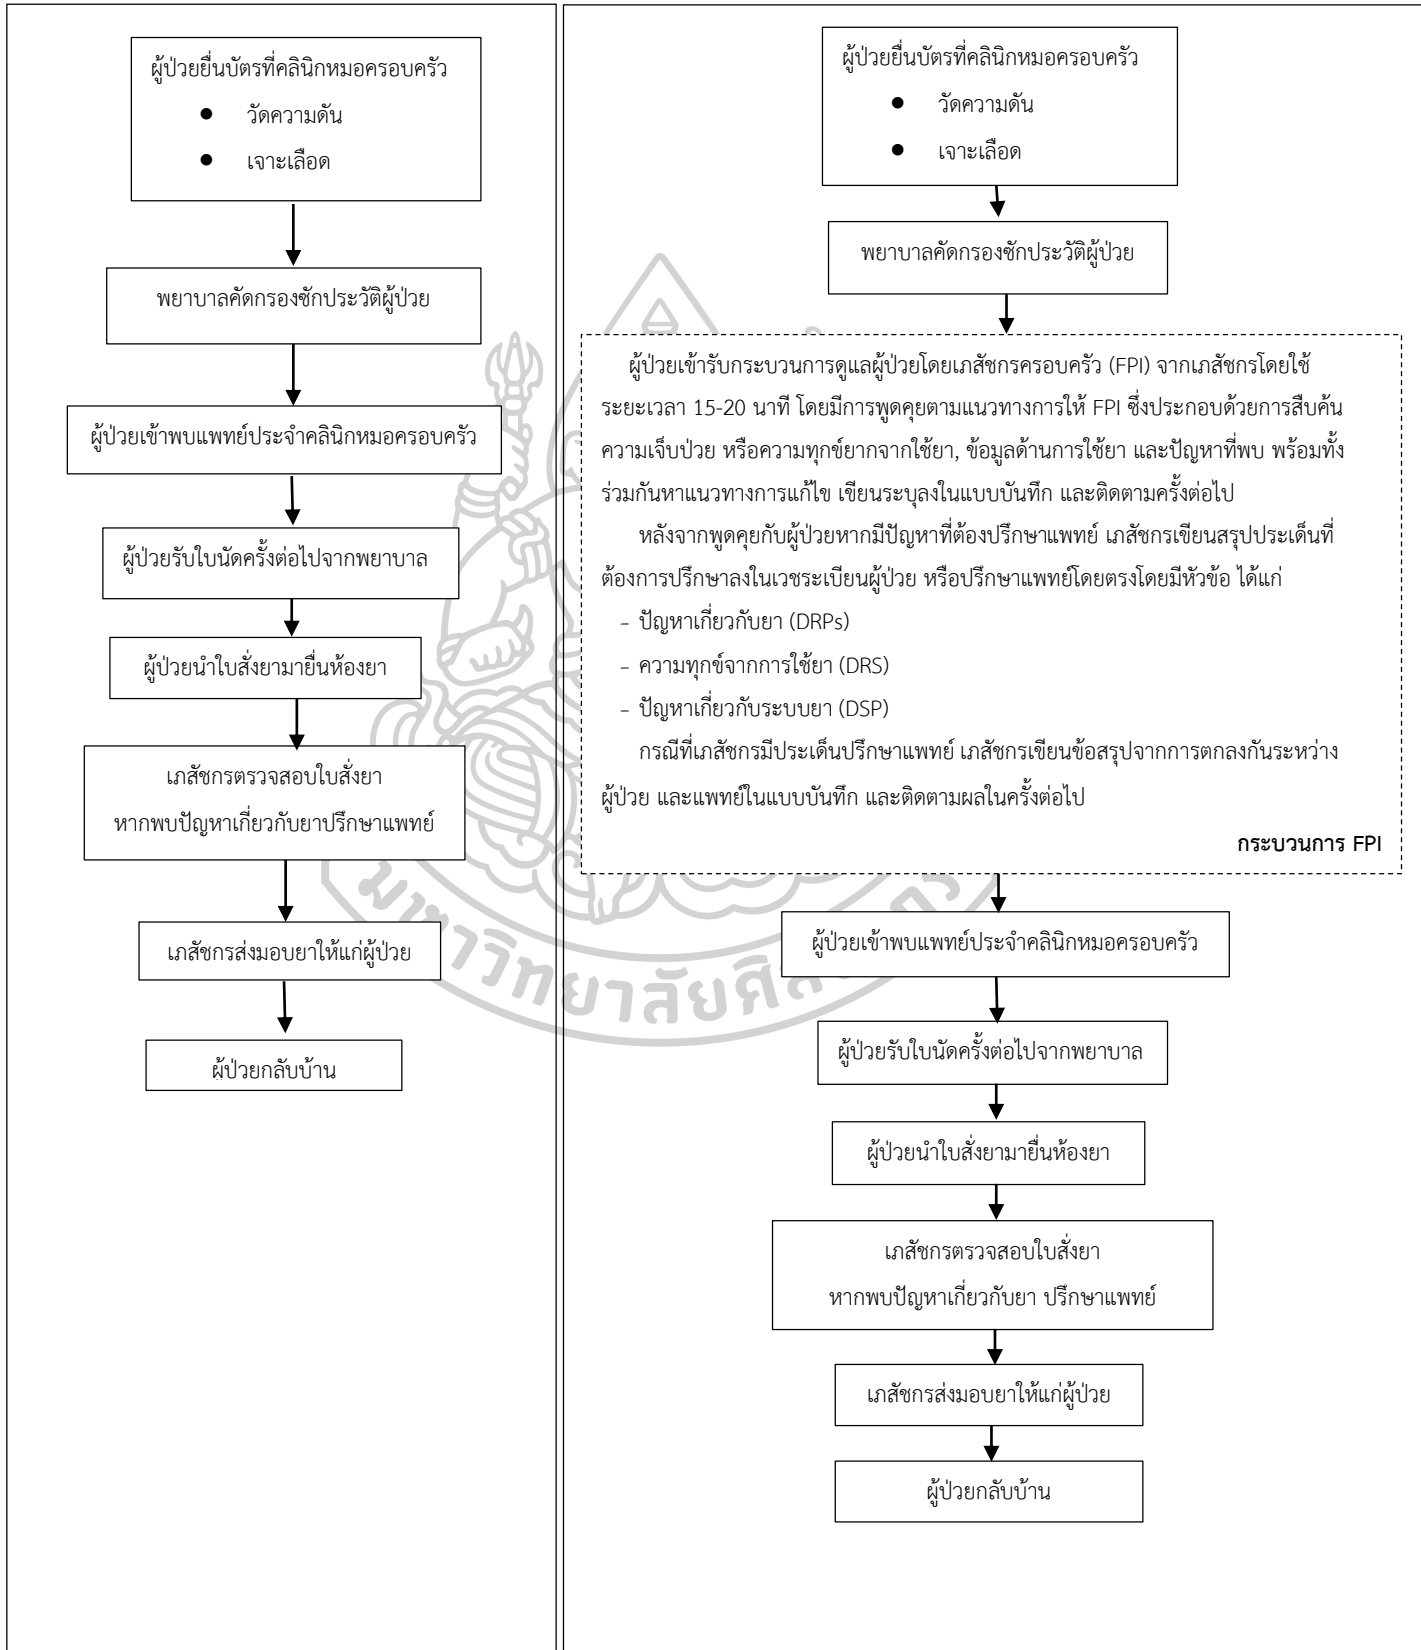 ผู้ป่วยยื่นบัตรที่คลินิกหมอครอบครัว
● วัดความดัน
● เจาะเลือด
พยาบาลคัดกรองซักประวัติผู้ป่วย
ผู้ป่วยเข้าพบแพทย์ประจำคลินิกหมอครอบครัว
ผู้ป่วยรับใบนัดครั้งต่อไปจากพยาบาล
ผู้ป่วยนำใบสั่งยามายื่นห้องยา
เภสัชกรตรวจสอบใบสั่งยา
หากพบปัญหาเกี่ยวกับยาปรึกษาแพทย์
เภสัชกรส่งมอบยาให้แก่ผู้ป่วย
ผู้ป่วยกลับบ้าน
ผู้ป่วยยื่นบัตรที่คลินิกหมอครอบครัว
● วัดความดัน
● เจาะเลือด
พยาบาลคัดกรองซักประวัติผู้ป่วย
ผู้ป่วยเข้ารับกระบวนการดูแลผู้ป่วยโดยเภสัชกรครอบครัว (FPI) จากเภสัชกรโดยใช้
ระยะเวลา 15-20 นาที โดยมีการพูดคุยตามแนวทางการให้ FPI ซึ่งประกอบด้วยการสืบค้น
ความเจ็บป่วย หรือความทุกข์ยากจากใช้ยา, ข้อมูลด้านการใช้ยา และปัญหาที่พบ พร้อมทั้ง
ร่วมกันหาแนวทางการแก้ไข เขียนระบุลงในแบบบันทึก และติดตามครั้งต่อไป
หลังจากพูดคุยกับผู้ป่วยหากมีปัญหาที่ต้องปรึกษาแพทย์ เภสัชกรเขียนสรุปประเด็นที่
ต้องการปรึกษาลงในเวชระเบียนผู้ป่วย หรือปรึกษาแพทย์โดยตรงโดยมีหัวข้อ ได้แก่
- ปัญหาเกี่ยวกับยา (DRPs)
- ความทุกข์จากการใช้ยา (DRS)
- ปัญหาเกี่ยวกับระบบยา (DSP)
กรณีที่เภสัชกรมีประเด็นปรึกษาแพทย์ เภสัชกรเขียนข้อสรุปจากการตกลงกันระหว่าง
ผู้ป่วย และแพทย์ในแบบบันทึก และติดตามผลในครั้งต่อไป
กระบวนการ FPI
ผู้ป่วยเข้าพบแพทย์ประจำคลินิกหมอครอบครัว
ผู้ป่วยรับใบนัดครั้งต่อไปจากพยาบาล
ผู้ป่วยนำใบสั่งยามายื่นห้องยา
เภสัชกรตรวจสอบใบสั่งยา
หากพบปัญหาเกี่ยวกับยา ปรึกษาแพทย์
เภสัชกรส่งมอบยาให้แก่ผู้ป่วย
ผู้ป่วยกลับบ้าน